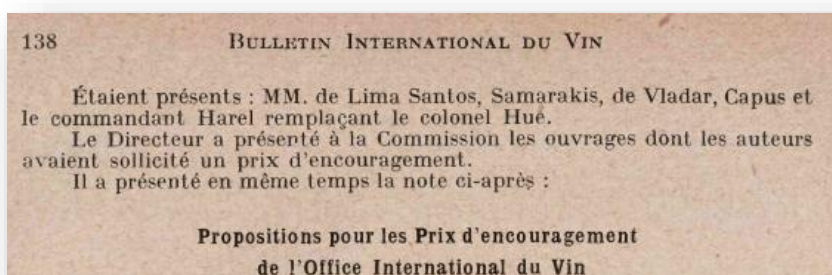 138 BULLETIN INTERNATIONAL DU VIN
Étaient présents : MM. de Lima Santos, Samarakis, de Vladar, Capus et
le commandant Harel remplaçant le colonel Hué.
Le Directeur a présenté à la Commission les ouvrages dont les auteurs
avaient sollicité un prix d'encouragement.
Il a présenté en même temps la note ci-après :
Propositions pour les Prix d'encouragement
de l'Office International du Vin